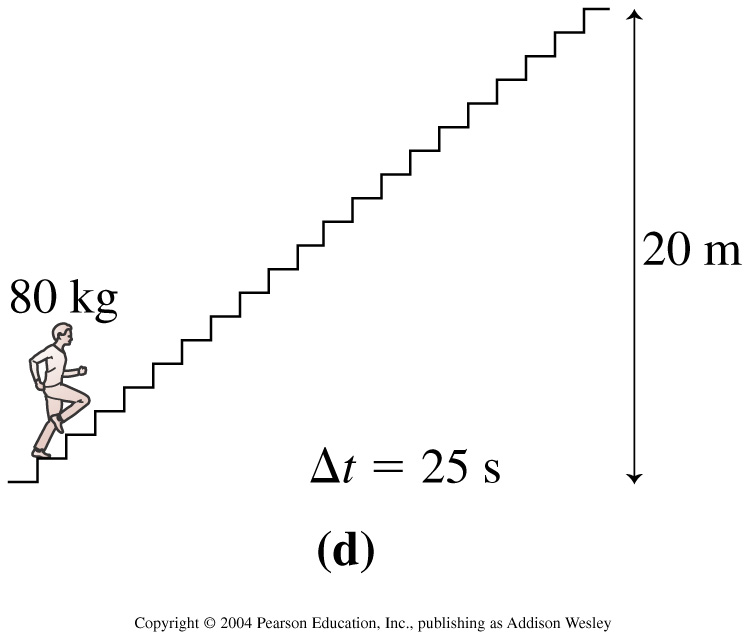 20 m
80 kg
Δt = 25 s
(d)
Copyright © 2004 Pearson Education, Inc., publishing as Addison Wesley